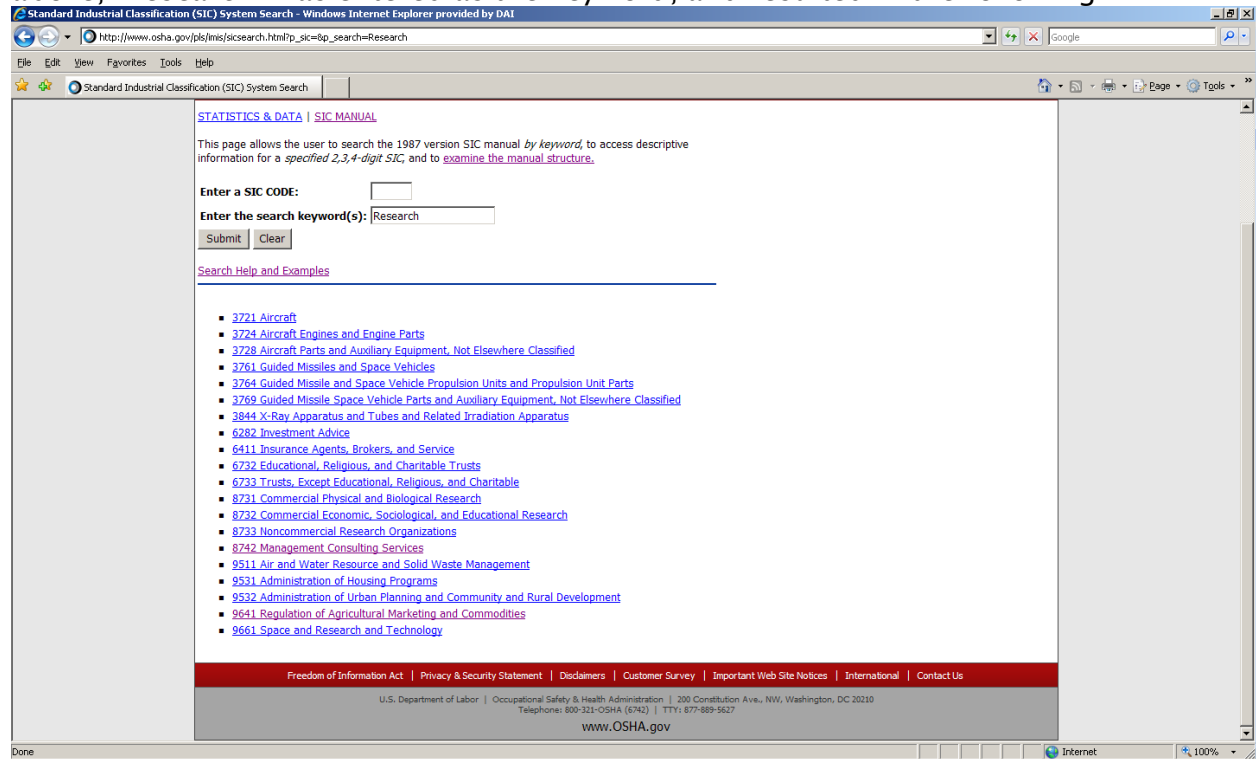 Standard Industrial Classification (SIC) System Search - Windows Internet Explorer provided by DAI
http://www.osha.gov/pls/imis/sicsearch.html?p_sic=&p_search=Research
Google
File Edit View Favorites Tools Help
Standard Industrial Classification (SIC) System Search
Page Tools »
STATISTICS & DATA | SIC MANUAL
This page allows the user to search the 1987 version SIC manual by keyword, to access descriptive
information for a specified 2,3,4-digit SIC, and to examine the manual structure.
Enter a SIC CODE:
Enter the search keyword(s): Research
Submit Clear
Search Help and Examples
3721 Aircraft
3724 Aircraft Engines and Engine Parts
3728 Aircraft Parts and Auxiliary Equipment, Not Elsewhere Classified
3761 Guided Missiles and Space Vehicles
3764 Guided Missile and Space Vehicle Propulsion Units and Propulsion Unit Parts
3769 Guided Missile Space Vehicle Parts and Auxiliary Equipment, Not Elsewhere Classified
3844 X-Ray Apparatus and Tubes and Related Irradiation Apparatus
6282 Investment Advice
6411 Insurance Agents, Brokers, and Service
6732 Educational, Religious, and Charitable Trusts
6733 Trusts, Except Educational, Religious, and Charitable
8731 Commercial Physical and Biological Research
8732 Commercial Economic, Sociological, and Educational Research
8733 Noncommercial Research Organizations
8742 Management Consulting Services
9511 Air and Water Resource and Solid Waste Management
9531 Administration of Housing Programs
9532 Administration of Urban Planning and Community and Rural Development
9641 Regulation of Agricultural Marketing and Commodities
9661 Space and Research and Technology
Freedom of Information Act | Privacy & Security Statement | Disclaimers | Customer Survey | Important Web Site Notices | International | Contact Us
U.S. Department of Labor | Occupational Safety & Health Administration | 200 Constitution Ave., NW, Washington, DC 20210
Telephone: 800-321-OSHA (6742) | TTY: 877-889-5627
www.OSHA.gov
Done Internet 100%